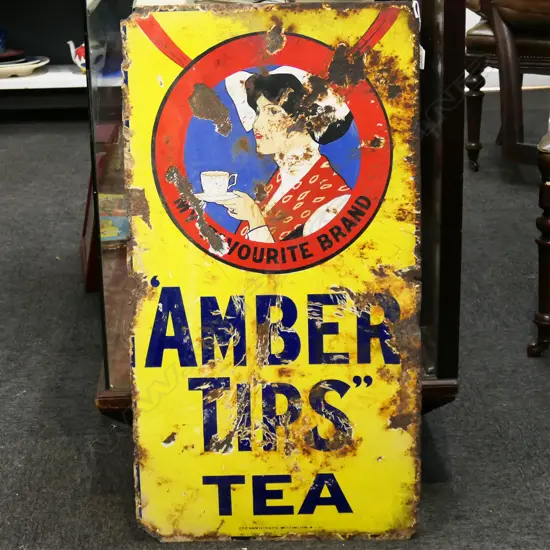 MY FAVOURITE BRAND
"AMBER
TIPS"
TEA